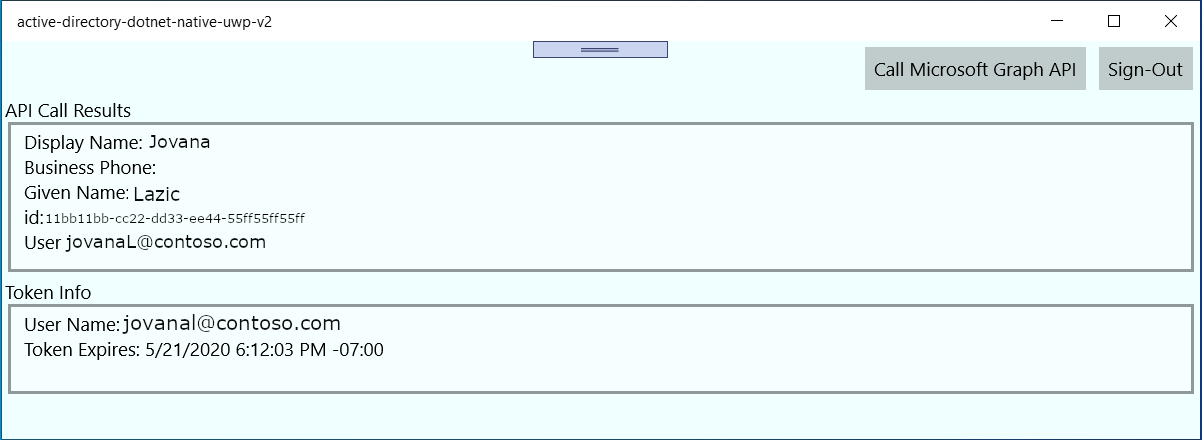 active-directory-dotnet-native-uwp-v2
Call Microsoft Graph API Sign-Out
API Call Results
Display Name: Jovana
Business Phone:
Given Name: Lazic
id:11bb11bb-cc22-dd33-ee44-55ff55ff55ff
User jovanaL@contoso.com
Token Info
User Name: jovanal@contoso.com
Token Expires: 5/21/2020 6:12:03 PM -07:00